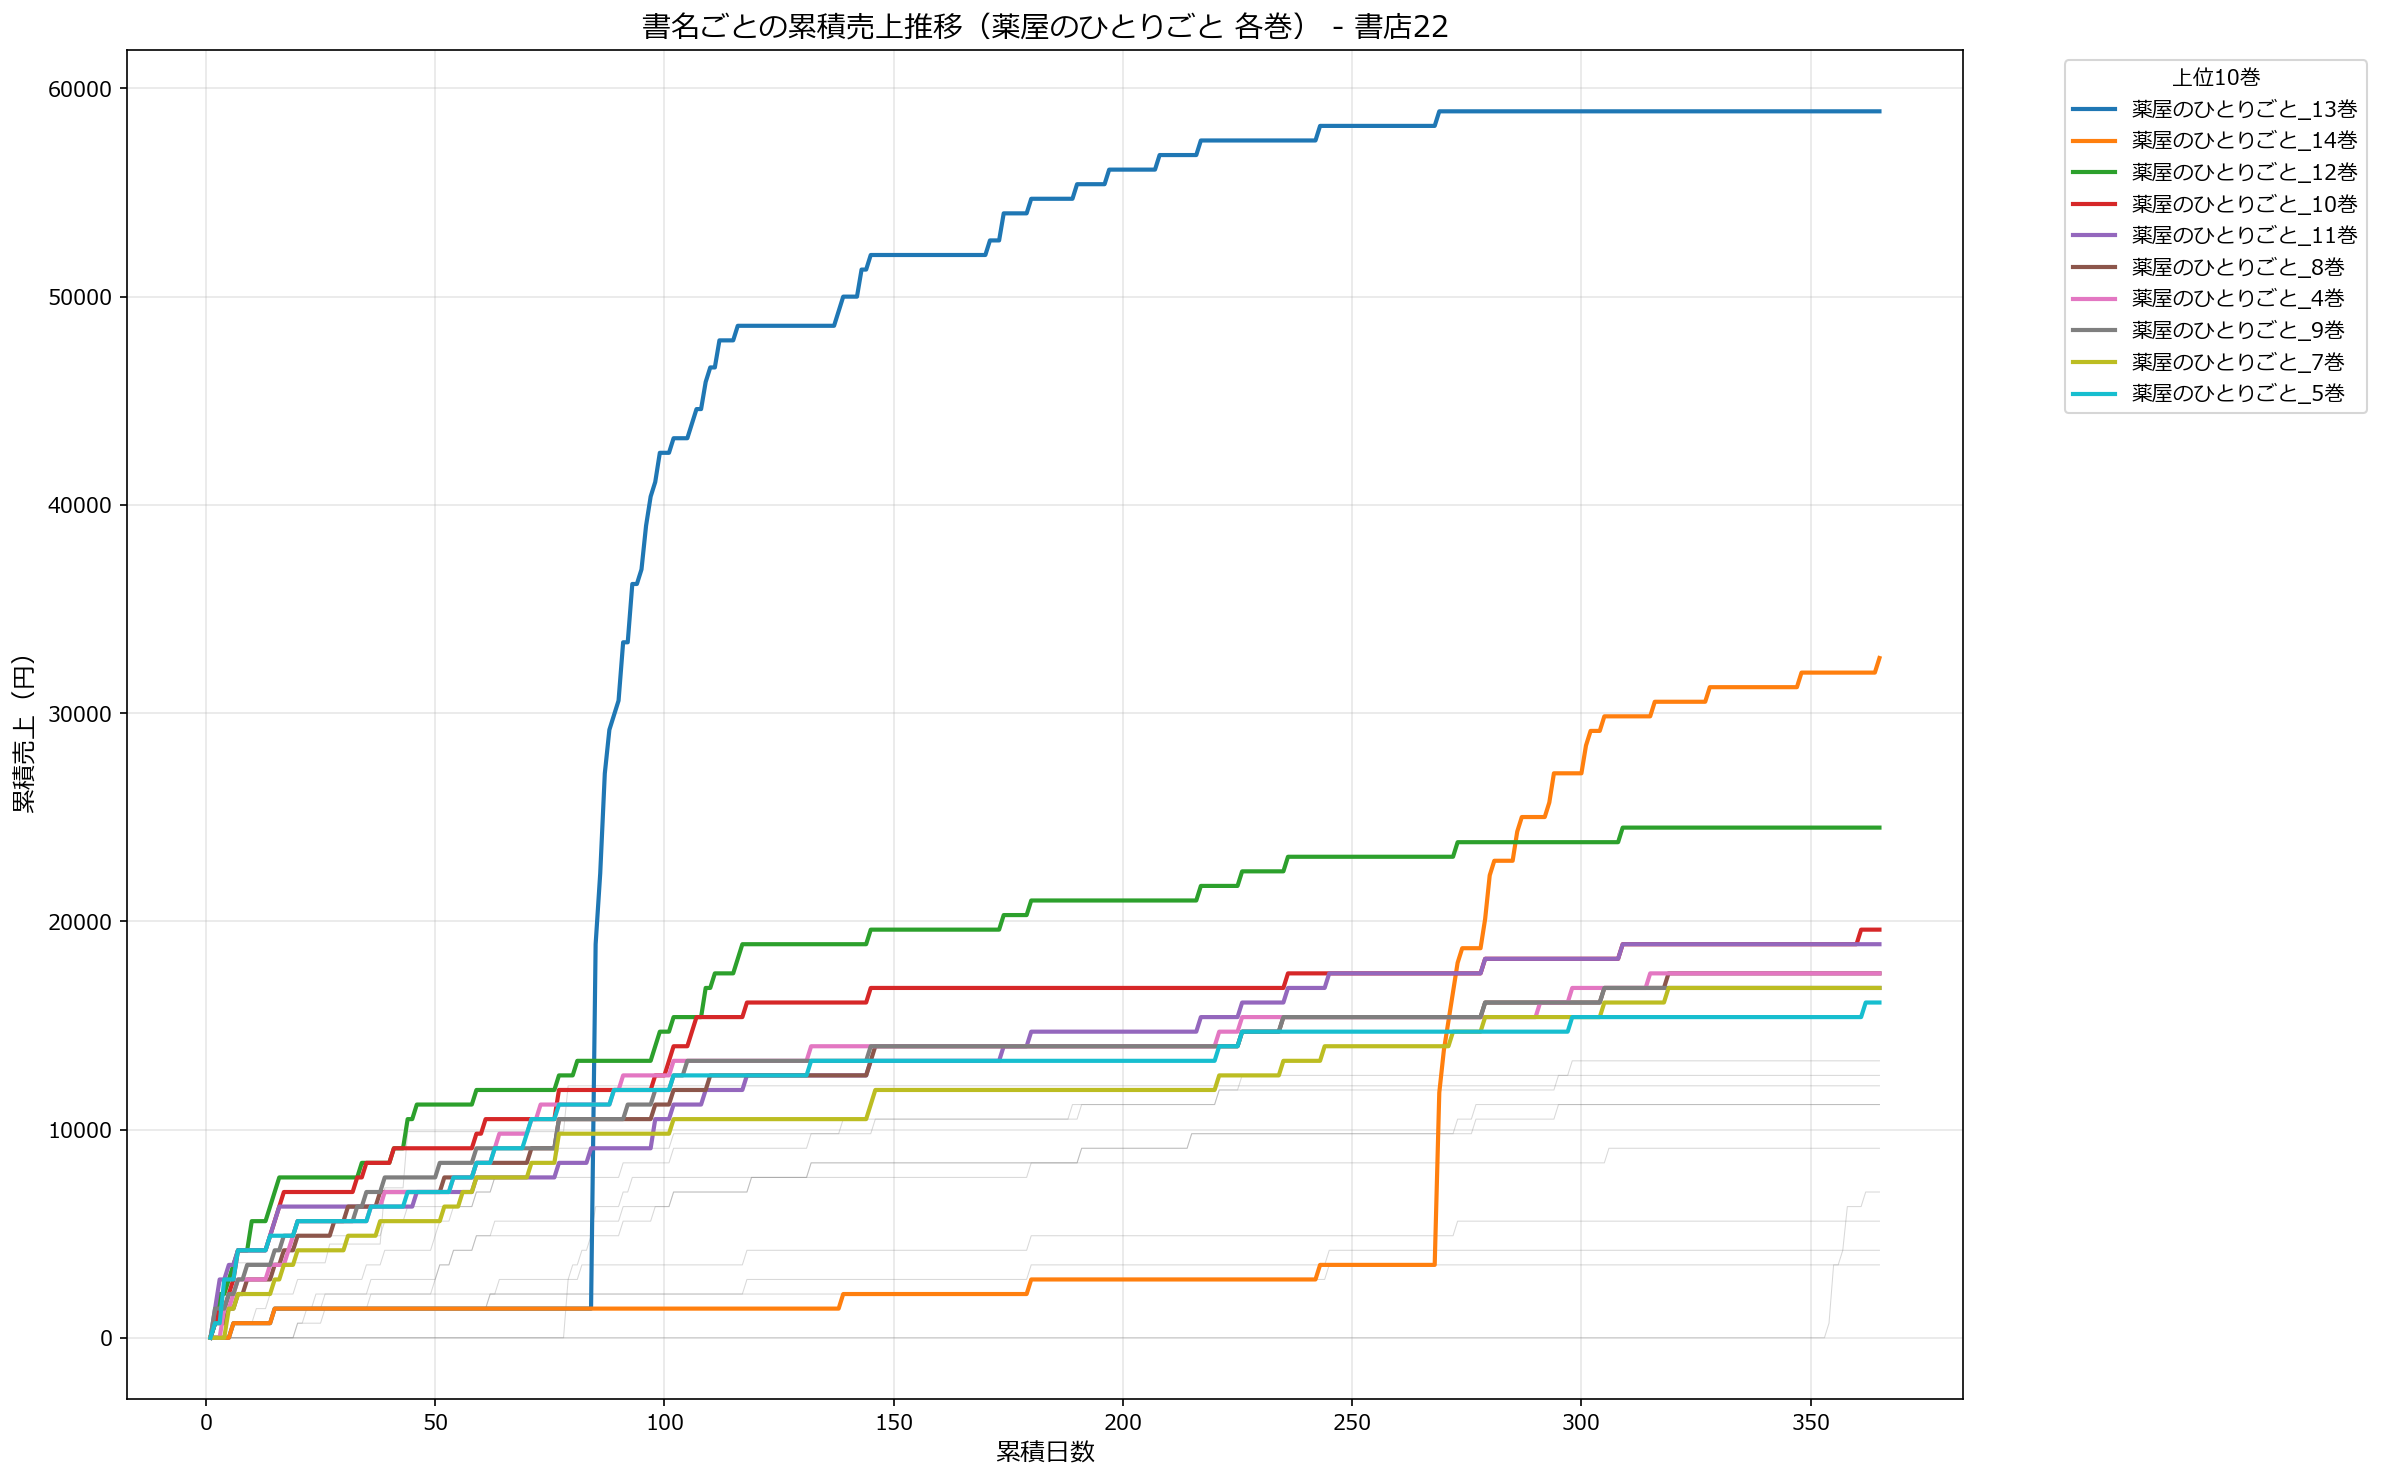 書名ごとの累積売上推移（薬屋のひとりごと 各巻） - 書店22
累積売上（円）
60000
50000
40000
30000
20000
10000
0
0 50 100 150 200 250 300 350
累積日数
上位10巻
薬屋のひとりごと_13巻
薬屋のひとりごと_14巻
薬屋のひとりごと_12巻
薬屋のひとりごと_10巻
薬屋のひとりごと_11巻
薬屋のひとりごと_8巻
薬屋のひとりごと_4巻
薬屋のひとりごと_9巻
薬屋のひとりごと_7巻
薬屋のひとりごと_5巻